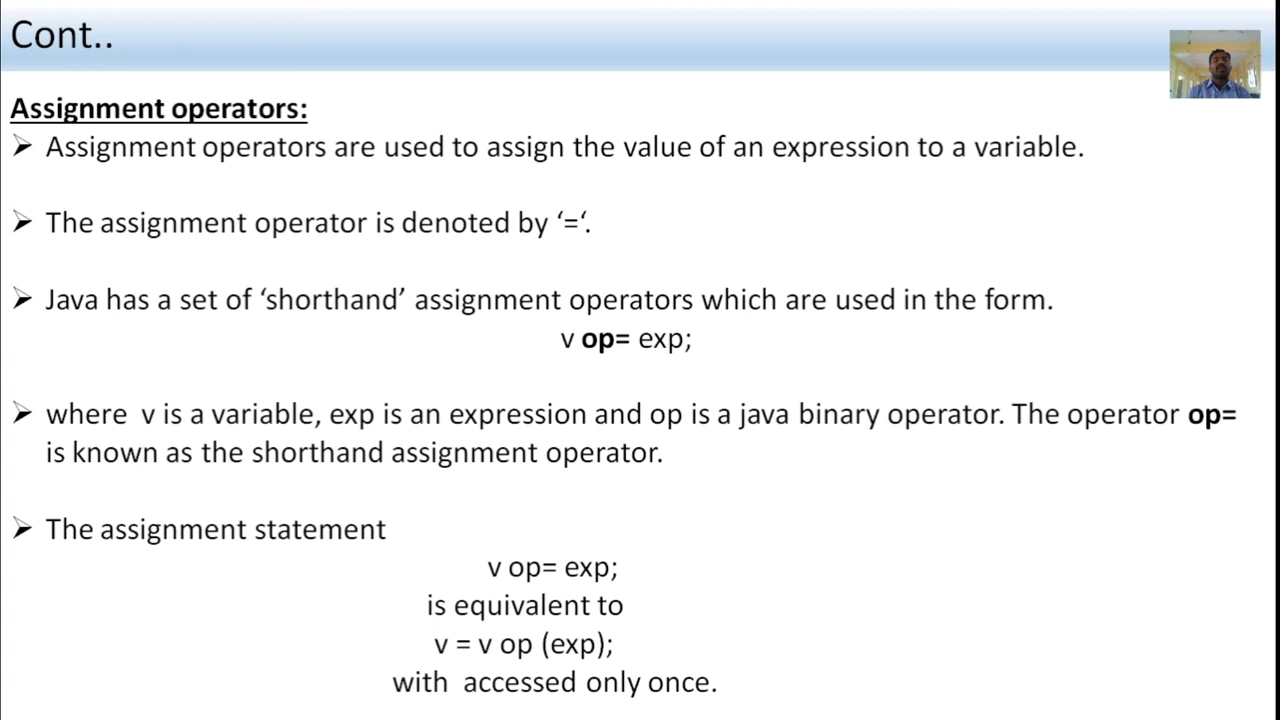 Cont..
Assignment operators:
➢ Assignment operators are used to assign the value of an expression to a variable.
➢ The assignment operator is denoted by ‘=‘.
➢ Java has a set of ‘shorthand’ assignment operators which are used in the form.
v op= exp;
➢ where v is a variable, exp is an expression and op is a java binary operator. The operator op=
is known as the shorthand assignment operator.
➢ The assignment statement
v op= exp;
is equivalent to
v = v op (exp);
with accessed only once.